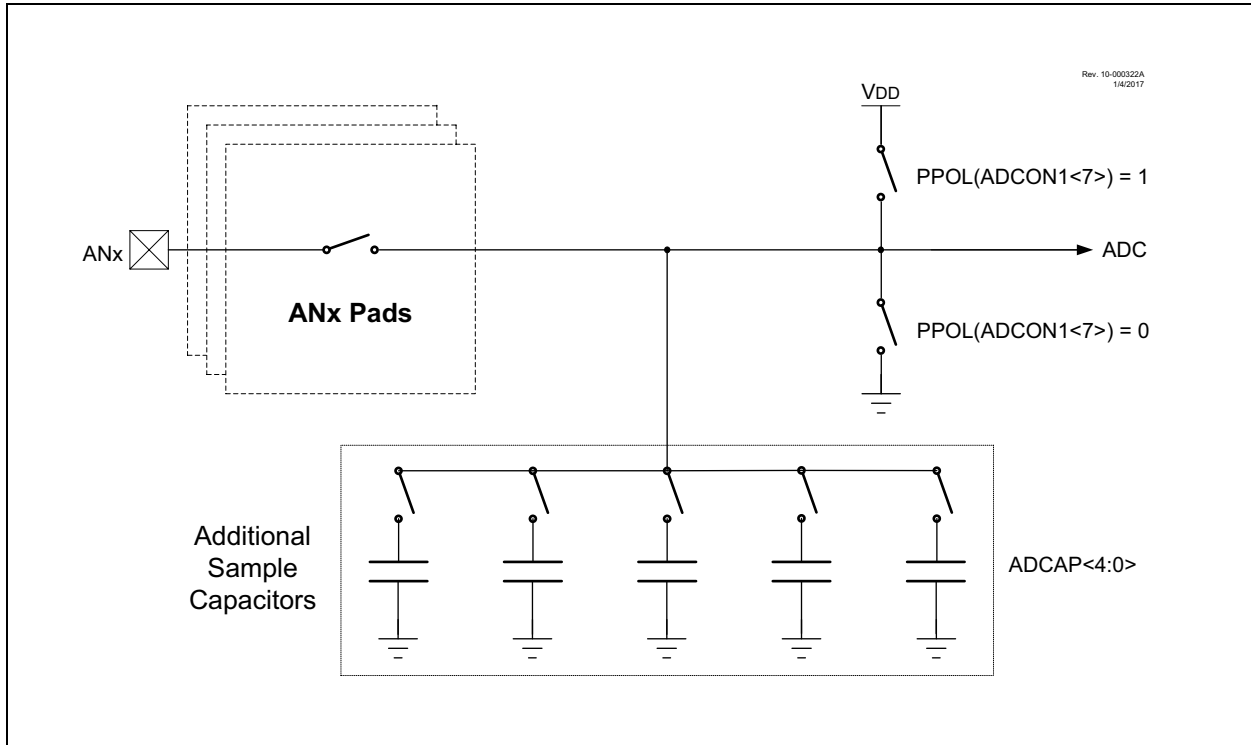 Rev. 10-000322A
1/4/2017
VDD
PPOL(ADCON1<7>) = 1
ANx
ADC
ANx Pads
PPOL(ADCON1<7>) = 0
Additional
Sample
Capacitors
ADCAP<4:0>